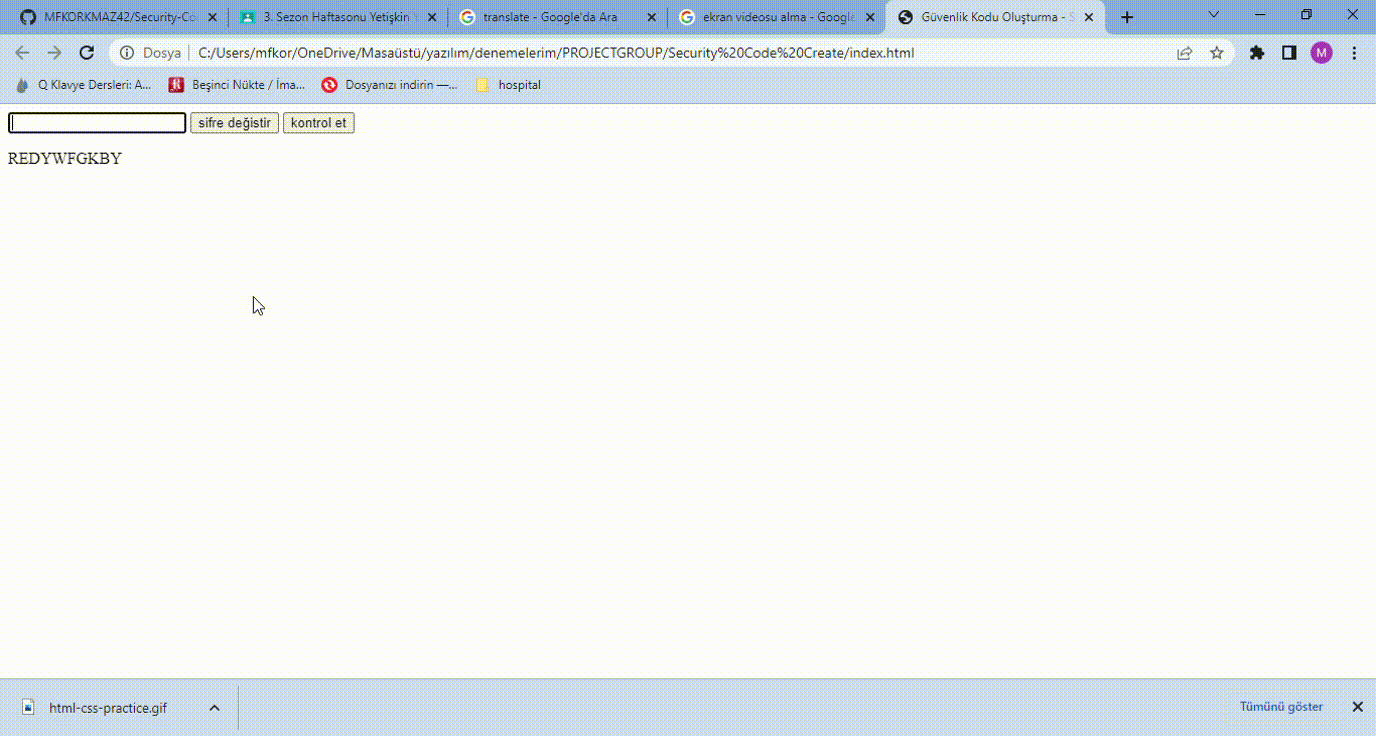 MFKORKMAZ42/Security-Co
3. Sezon Haftasonu Yetişkin Y
translate - Google'da Ara
ekran videosu alma - Google
Güvenlik Kodu Oluşturma - S
Dosya
C:/Users/mfkor/OneDrive/Masaüstü/yazılım/denemelerim/PROJECTGROUP/Security%20Code%20Create/index.html
M
Q Klavye Dersleri: A...
Beşinci Nükte / İma...
Dosyanızı indirin —...
hospital
sifre değistir
kontrol et
REDYWFGKBY
html-css-practice.gif
Tümünü göster